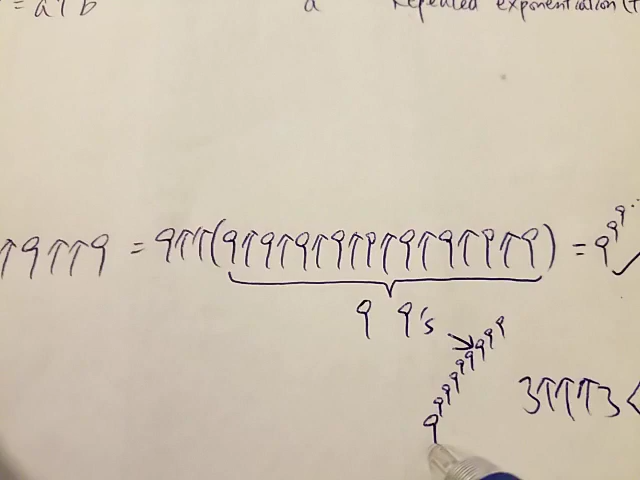 = a↑b a Repeated exponentiation (T
↑9↑↑9 = 9↑↑(9↑9↑9↑9↑9↑9↑9↑9↑9) = 9^9^9
9 9's
9^9^9^9^9^9^9^9^9
3↑↑↑3 <